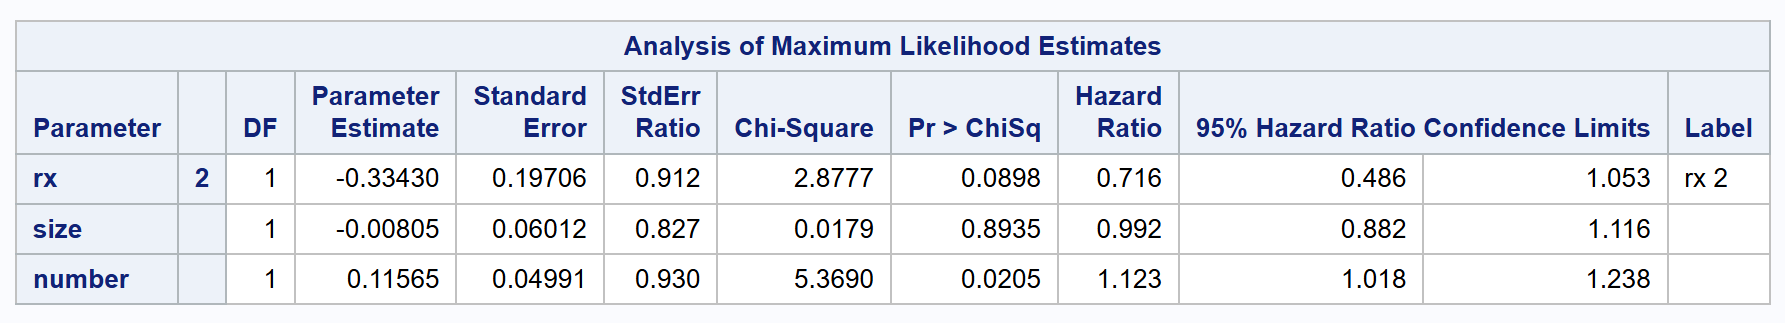 Analysis of Maximum Likelihood Estimates
Parameter DF Parameter Estimate Standard Error StdErr Ratio Chi-Square Pr > ChiSq Hazard Ratio 95% Hazard Ratio Confidence Limits Label
rx 2 1 -0.33430 0.19706 0.912 2.8777 0.0898 0.716 0.486 1.053 rx 2
size 1 -0.00805 0.06012 0.827 0.0179 0.8935 0.992 0.882 1.116
number 1 0.11565 0.04991 0.930 5.3690 0.0205 1.123 1.018 1.238